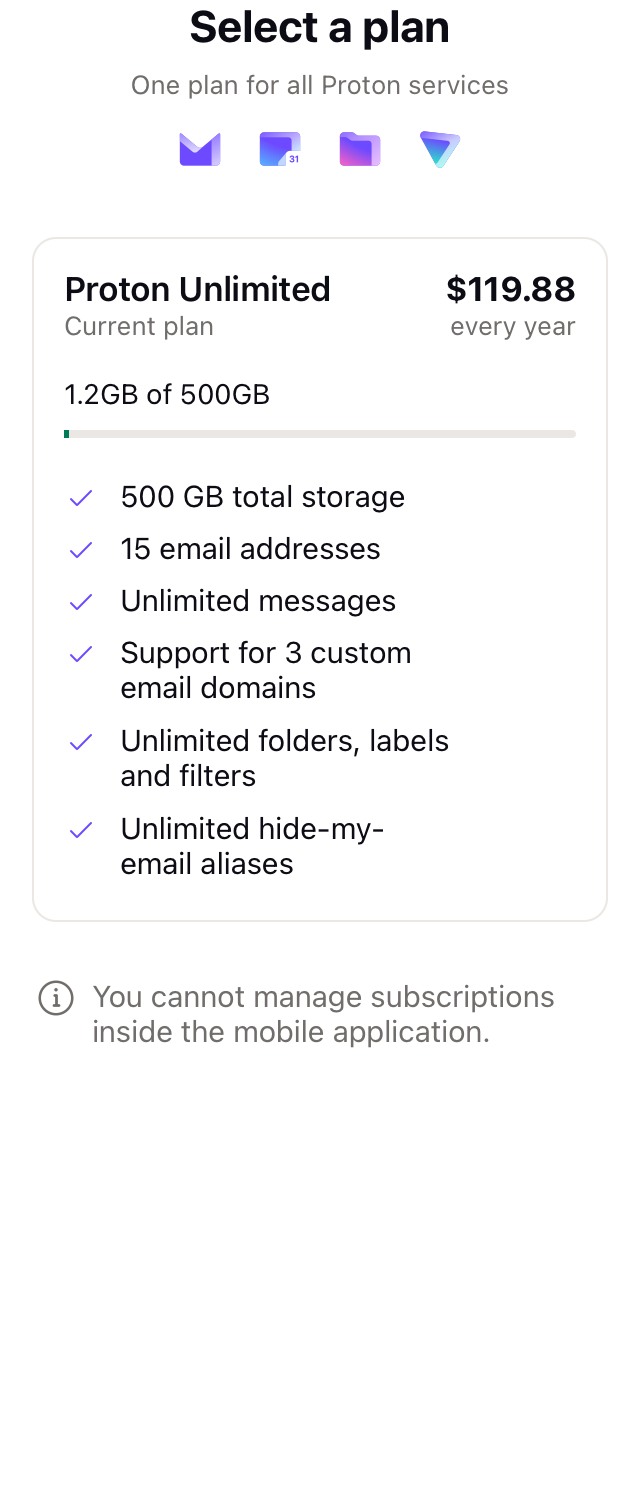 Select a plan
One plan for all Proton services
31
Proton Unlimited
$119.88
Current plan
every year
1.2GB of 500GB
500 GB total storage
15 email addresses
Unlimited messages
Support for 3 custom
email domains
Unlimited folders, labels
and filters
Unlimited hide-my-
email aliases
You cannot manage subscriptions
inside the mobile application.